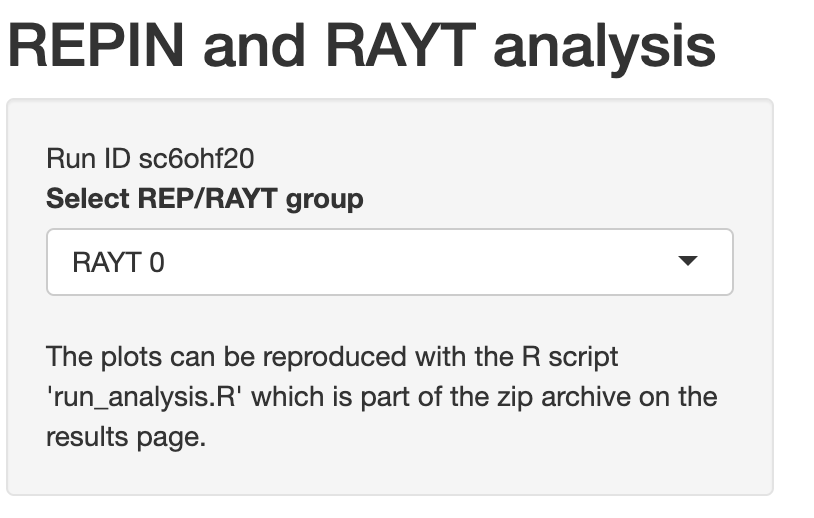 REPIN and RAYT analysis
Run ID sc6ohf20
Select REP/RAYT group
RAYT 0
The plots can be reproduced with the R script
'run_analysis.R' which is part of the zip archive on the
results page.